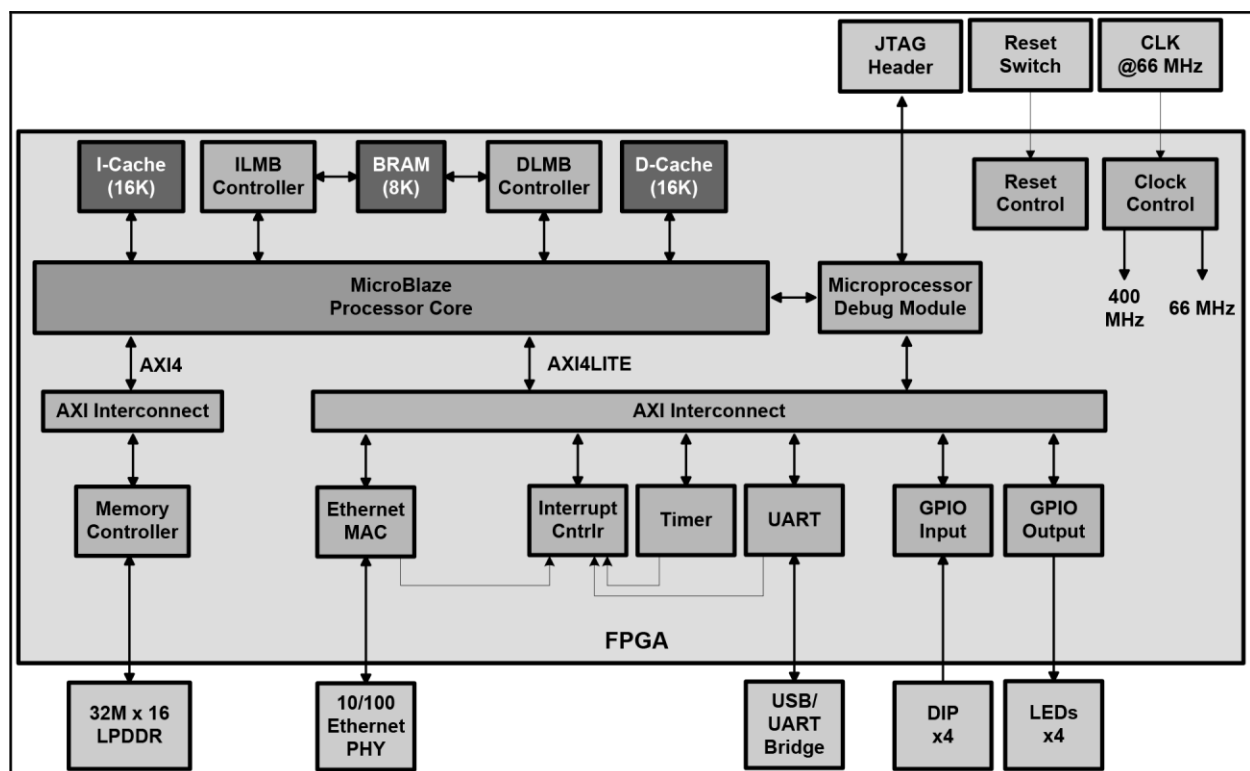 JTAG
Header
Reset
Switch
CLK
@66 MHz
I-Cache
(16K)
ILMB
Controller
BRAM
(8K)
DLMB
Controller
D-Cache
(16K)
Reset
Control
Clock
Control
MicroBlaze
Processor Core
Microprocessor
Debug Module
400
MHz
66 MHz
AXI4
AXI4LITE
AXI Interconnect
AXI Interconnect
Memory
Controller
Ethernet
MAC
Interrupt
Cntrlr
Timer
UART
GPIO
Input
GPIO
Output
FPGA
32M x 16
LPDDR
10/100
Ethernet
PHY
USB/
UART
Bridge
DIP
x4
LEDs
x4